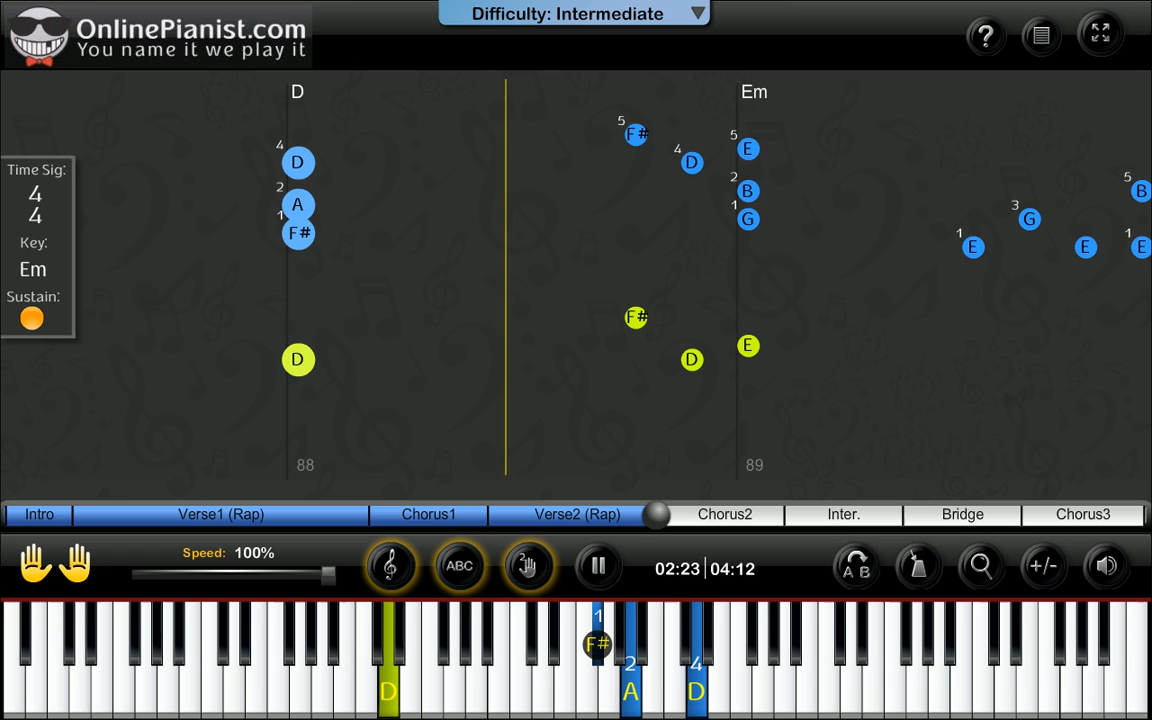 Difficulty: Intermediate
OnlinePianist.com
You name it we play it
?
D
Em
5
F#
4
D
5
E
4
D
2
B
5
B
2
A
1
G
3
G
1
F#
1
E
E
1
E
Time Sig:
4
4
Key:
Em
Sustain:
F#
E
D
D
88
89
Intro
Verse1 (Rap)
Chorus1
Verse2 (Rap)
Chorus2
Inter.
Bridge
Chorus3
Speed: 100%
ABC
2
02:23|04:12
A B
+/-
1
F#
2
4
D
A
D